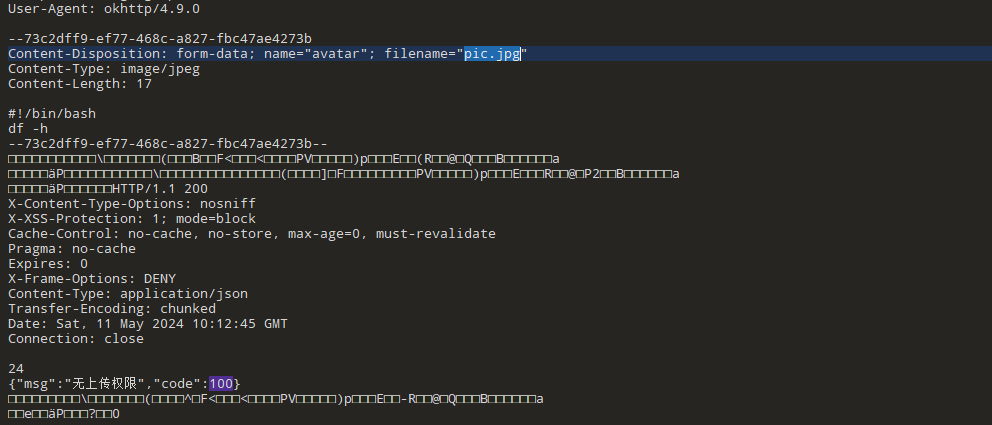 User-Agent: okhttp/4.9.0
--73c2dff9-ef77-468c-a827-fbc47ae4273b
Content-Disposition: form-data; name="avatar"; filename="pic.jpg"
Content-Type: image/jpeg
Content-Length: 17
#!/bin/bash
df -h
--73c2dff9-ef77-468c-a827-fbc47ae4273b--
□□□□□□□□□□□\□□□□□□□(□□□B□□F<□□□<□□□□PV□□□□□)p□□□E□□(R□□@□Q□□□B□□□□□□a
□□□□□äP□□□□□□□□□□□\□□□□□□□□□□□□□□□(□□□□]□F□□□□□□□□□PV□□□□□)p□□□E□□□R□□@□P2□□B□□□□□□a
□□□□□äP□□□□□□HTTP/1.1 200
X-Content-Type-Options: nosniff
X-XSS-Protection: 1; mode=block
Cache-Control: no-cache, no-store, max-age=0, must-revalidate
Pragma: no-cache
Expires: 0
X-Frame-Options: DENY
Content-Type: application/json
Transfer-Encoding: chunked
Date: Sat, 11 May 2024 10:12:45 GMT
Connection: close
24
{"msg":"无上传权限","code":100}
□□□□□□□□□\□□□□□□□(□□□□^□F<□□□<□□□□PV□□□□□)p□□□E□□-R□□@□Q□□□B□□□□□□a
□□e□□äP□□□?□□0